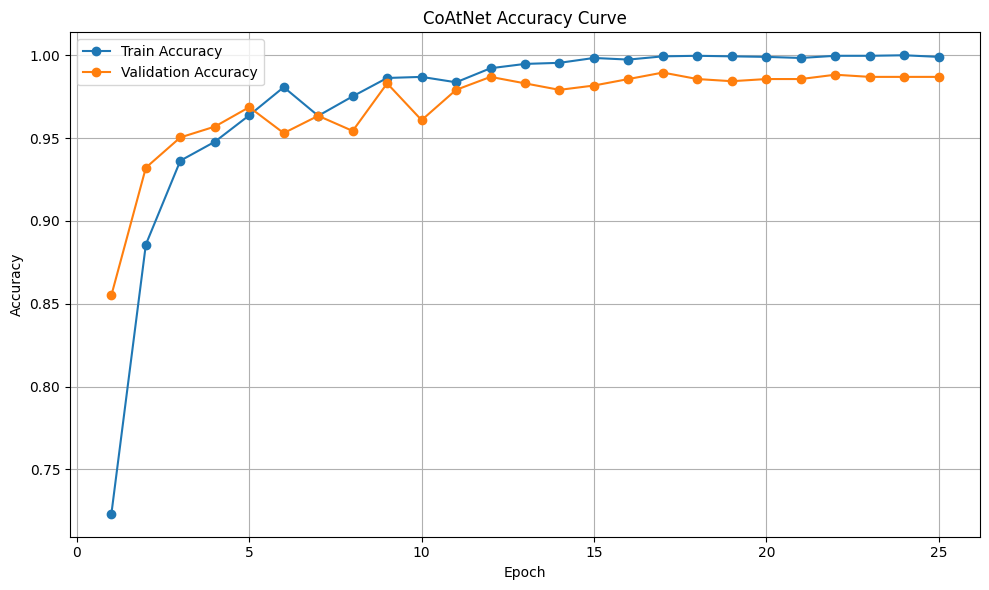 CoAtNet Accuracy Curve
Train Accuracy
Validation Accuracy
1.00
0.95
0.90
0.85
0.80
0.75
Accuracy
0
5
10
15
20
25
Epoch